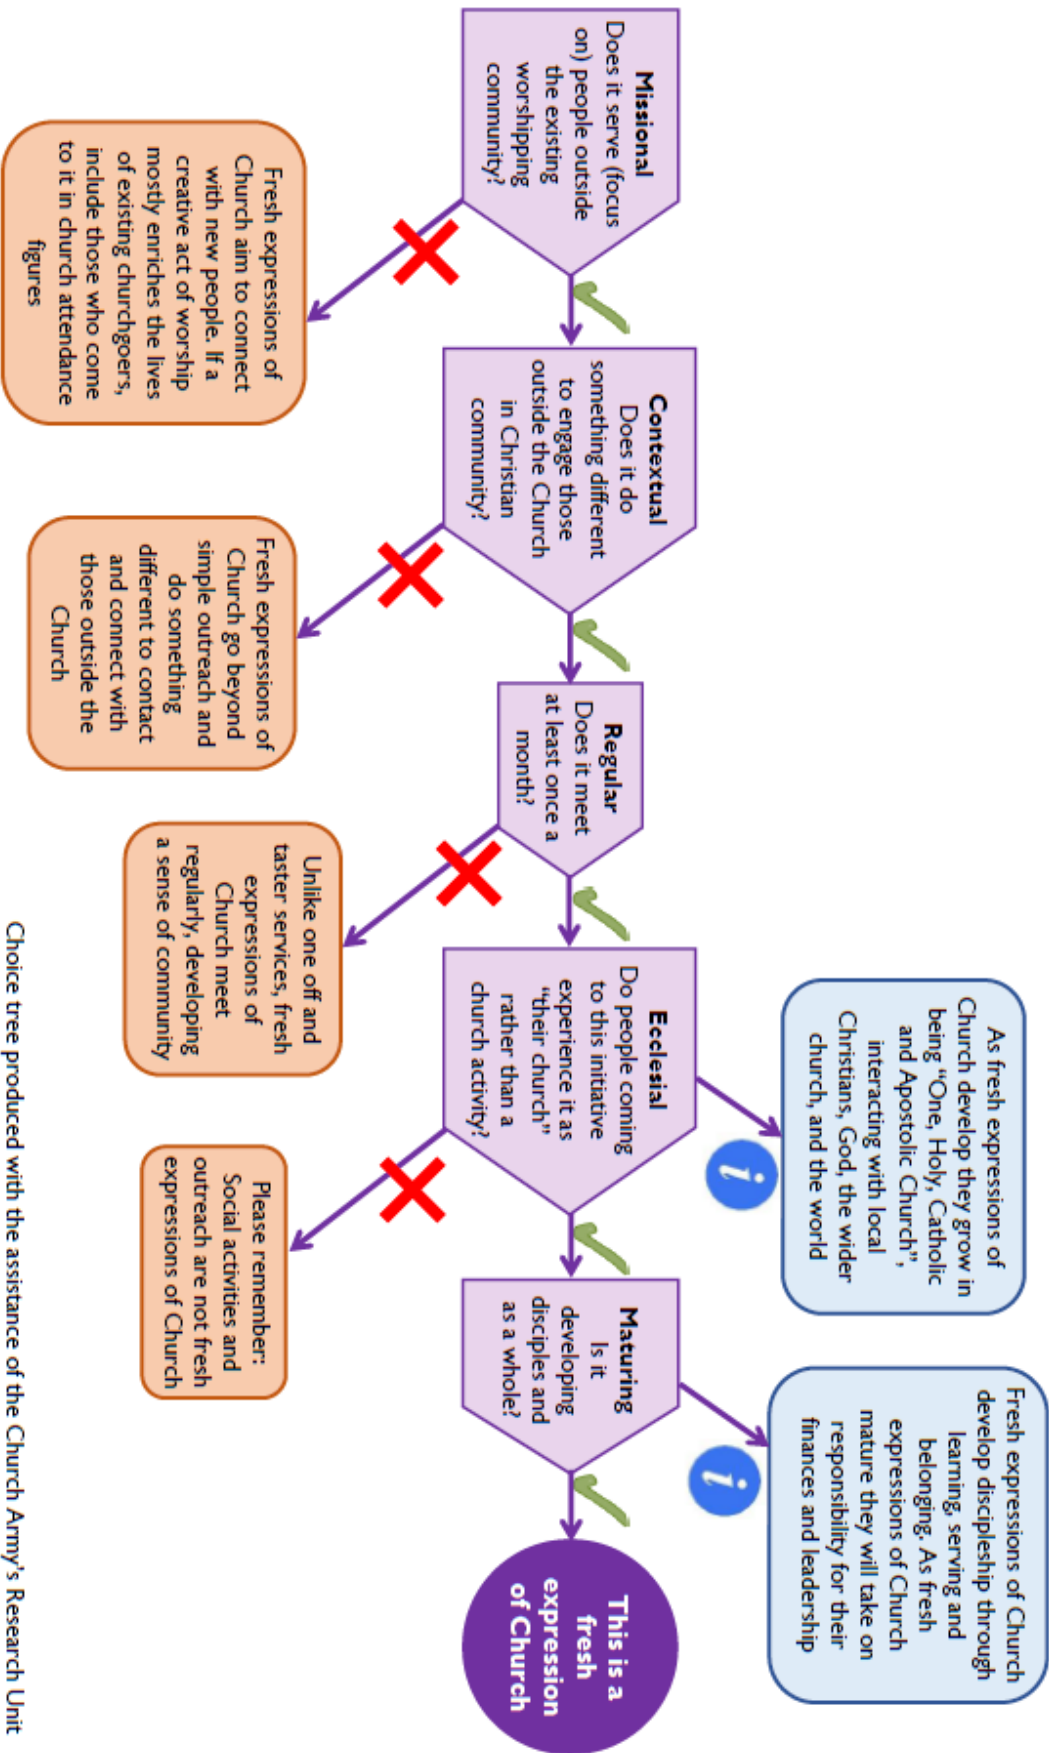 As fresh expressions of
Church develop they grow in
being “One, Holy, Catholic
and Apostolic Church”,
interacting with local
Christians, God, the wider
church, and the world
Fresh expressions of Church
develop discipleship through
learning, serving and
belonging. As fresh
expressions of Church
mature they will take on
responsibility for their
finances and leadership
Missional
Does it serve (focus
on) people outside
the existing
worshipping
community?
Contextual
Does it do
something different
to engage those
outside the Church
in Christian
community?
Regular
Does it meet
at least once a
month?
Ecclesial
Do people coming
to this initiative
experience it as
“their church”
rather than a
church activity?
Maturing
Is it
developing
disciples and
as a whole?
This is a
fresh
expression
of Church
Fresh expressions of
Church aim to connect
with new people. If a
creative act of worship
mostly enriches the lives
of existing churchgoers,
include those who come
to it in church attendance
figures
Fresh expressions of
Church go beyond
simple outreach and
do something
different to contact
and connect with
those outside the
Church
Unlike one off and
taster services, fresh
expressions of
Church meet
regularly, developing
a sense of community
Please remember:
Social activities and
outreach are not fresh
expressions of Church
Choice tree produced with the assistance of the Church Army's Research Unit